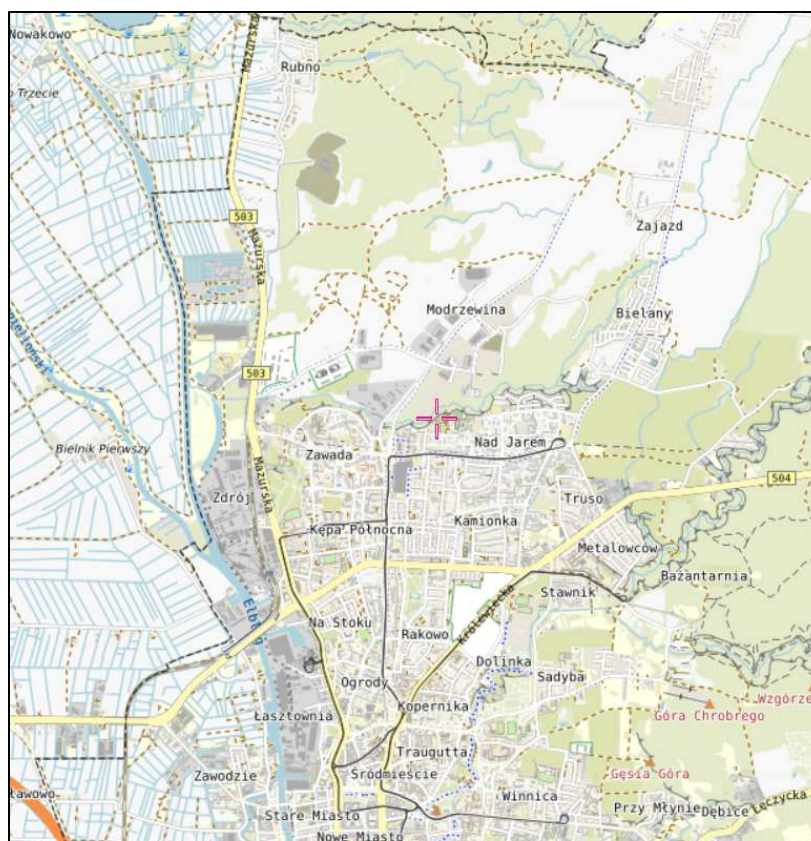 Nowakowo
Mazurska
Rubno
o Trzecie
503
Mazurska
Zajazd
Modrzewina
Bielany
503
Bielnik Pierwszy
Mazurska
Zawada
Nad Jarem
Zdrój
504
Truso
Kępa Północna
Kamionka
Metalowców
Bażantarnia
Stawnik
Na Stoku
Rakowo
Królewiecka
Dolinka
Sadyba
Ogrody
Kopernika
Góra Chrobrego
Wzgórze
Łasztownia
Traugutta
Zawodzie
Śródmieście
Gęsia Góra
ławowo
Winnica
Przy Młynie
Dębice
Łęczycka
Stare Miasto
Nowe Miasto